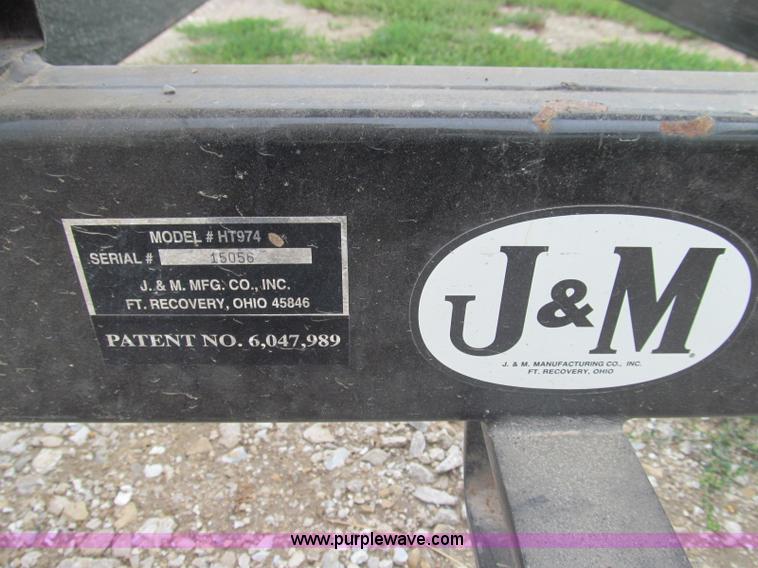 MODEL # HT974
SERIAL # 15056
J. & M. MFG. CO., INC.
FT. RECOVERY, OHIO 45846
PATENT NO. 6,047,989
J&M
J. & M. MANUFACTURING CO., INC.
FT. RECOVERY, OHIO
www.purplewave.com